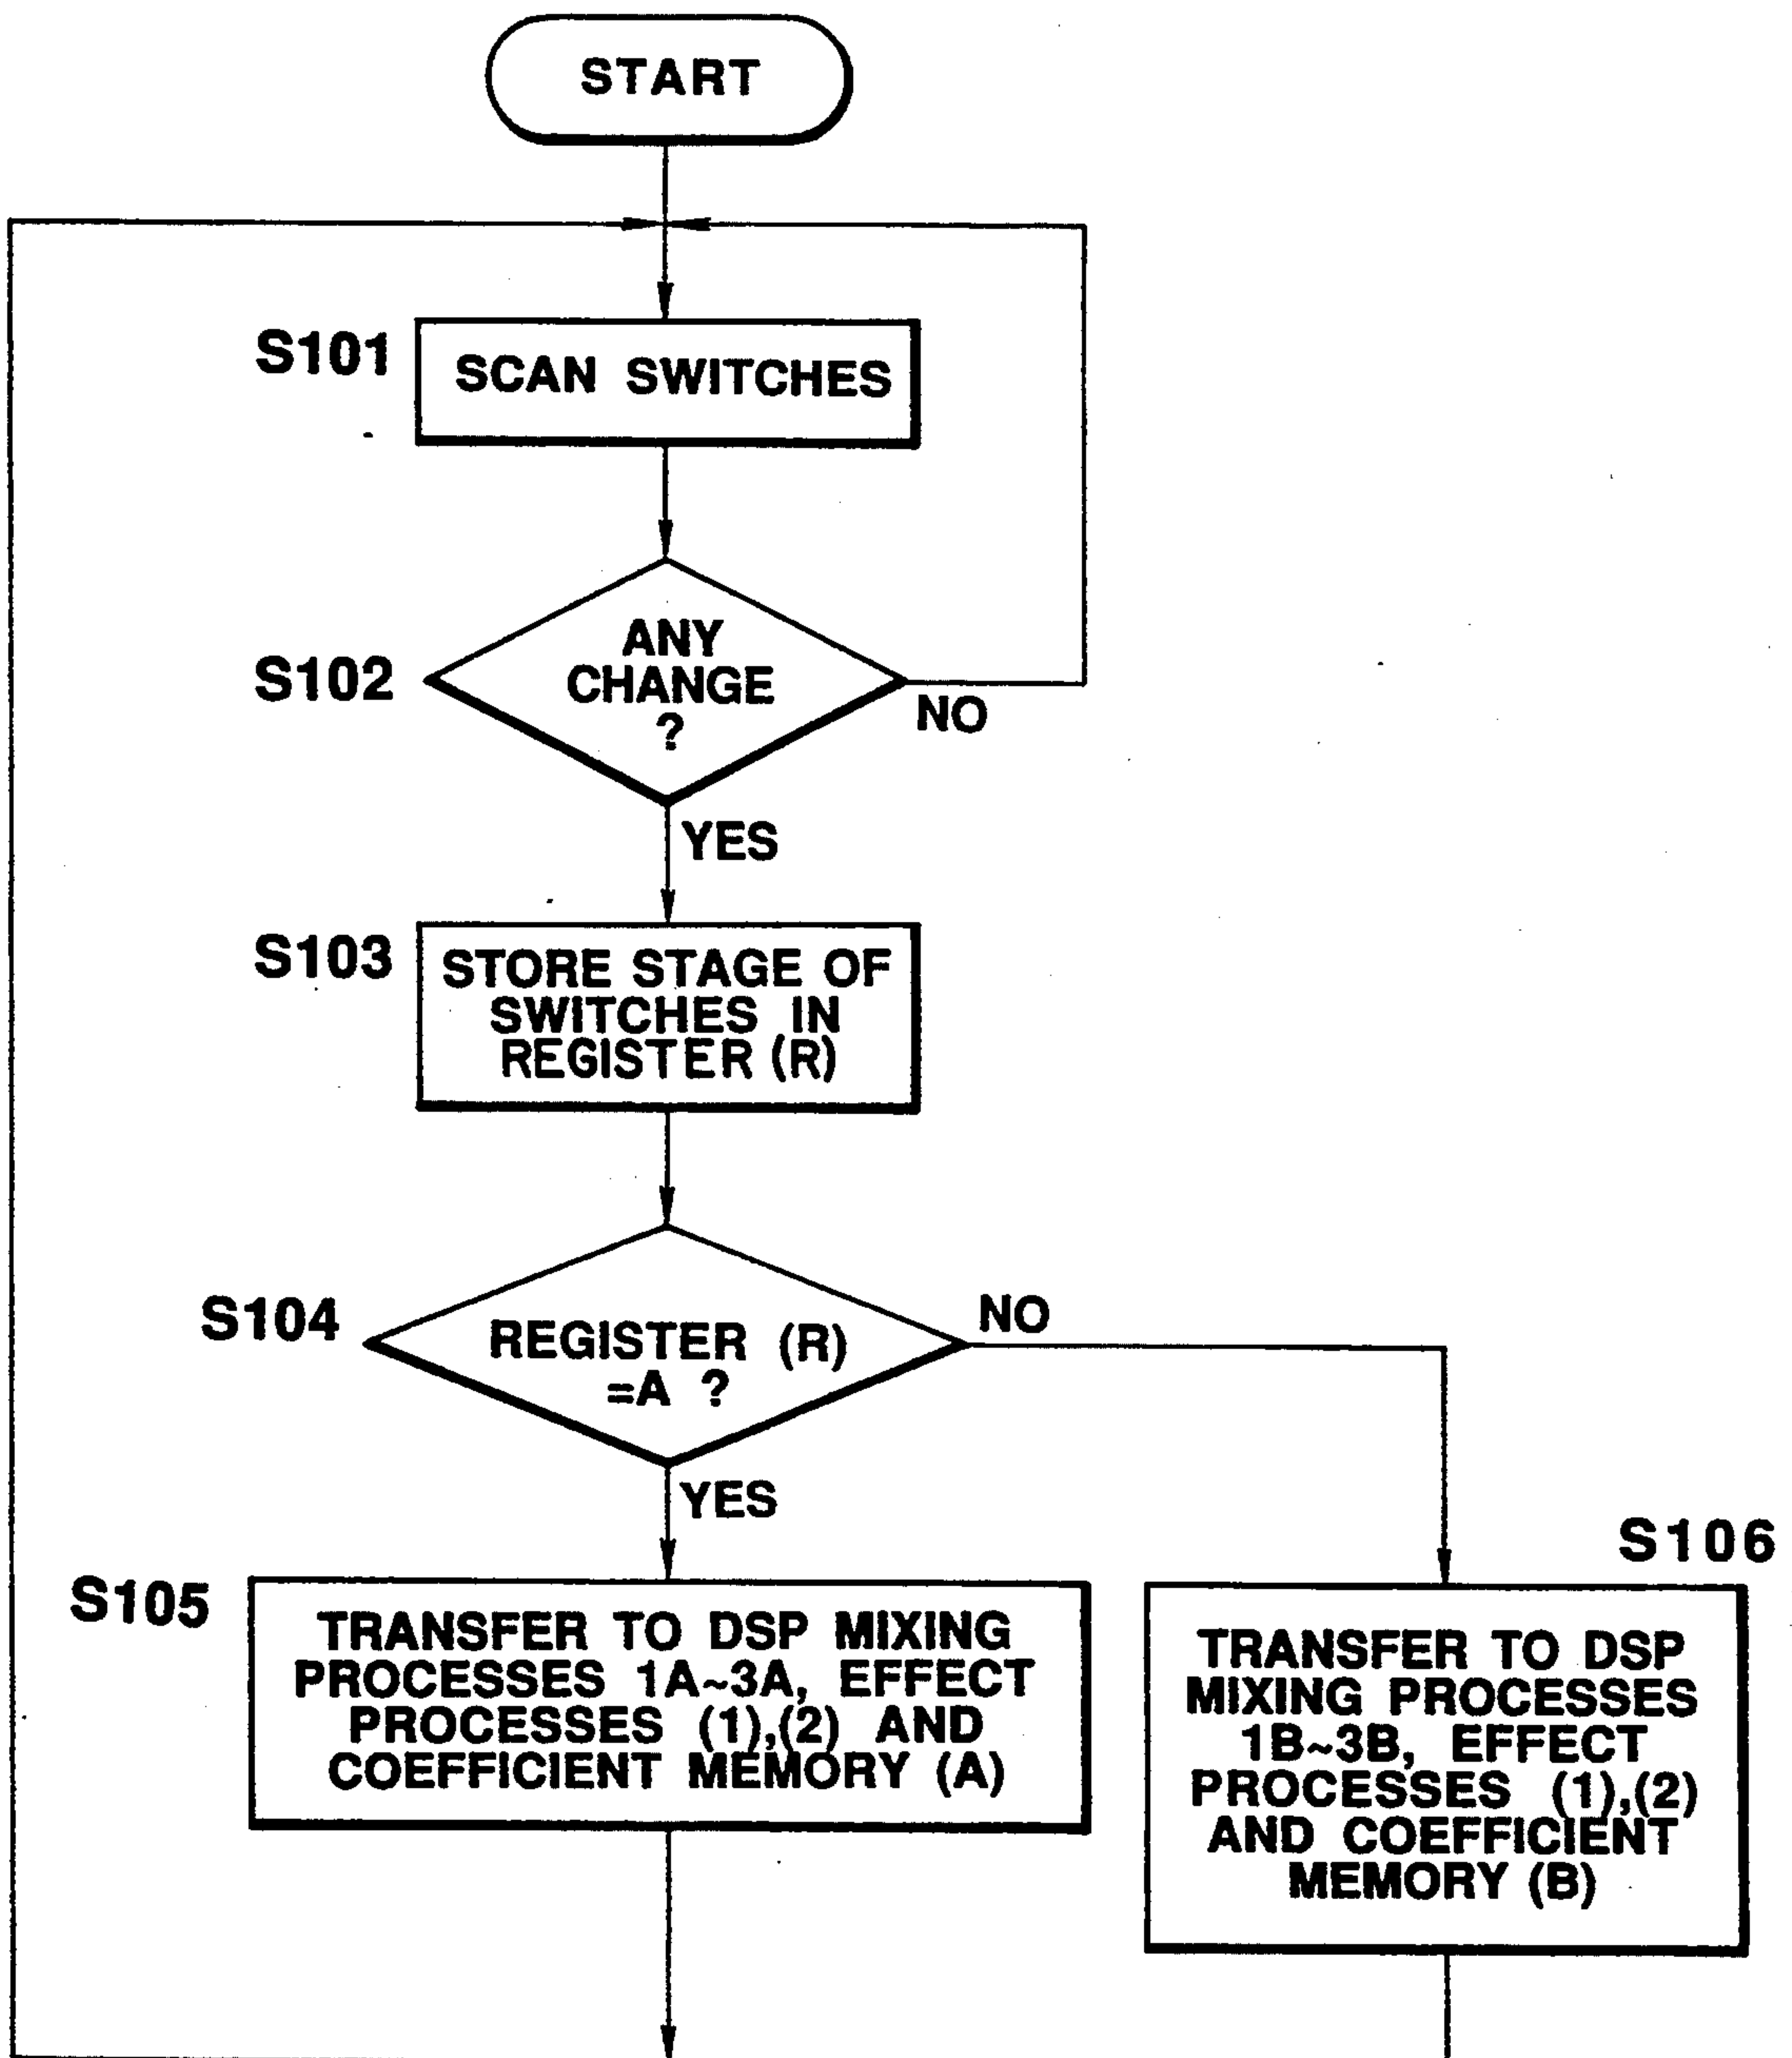 START
S101
SCAN SWITCHES
S102
ANY
CHANGE
?
NO
YES
S103
STORE STAGE OF
SWITCHES IN
REGISTER (R)
S104
REGISTER (R)
=A ?
NO
YES
S105
TRANSFER TO DSP MIXING
PROCESSES 1A~3A, EFFECT
PROCESSES (1),(2) AND
COEFFICIENT MEMORY (A)
S106
TRANSFER TO DSP
MIXING PROCESSES
1B~3B, EFFECT
PROCESSES (1),(2)
AND COEFFICIENT
MEMORY (B)